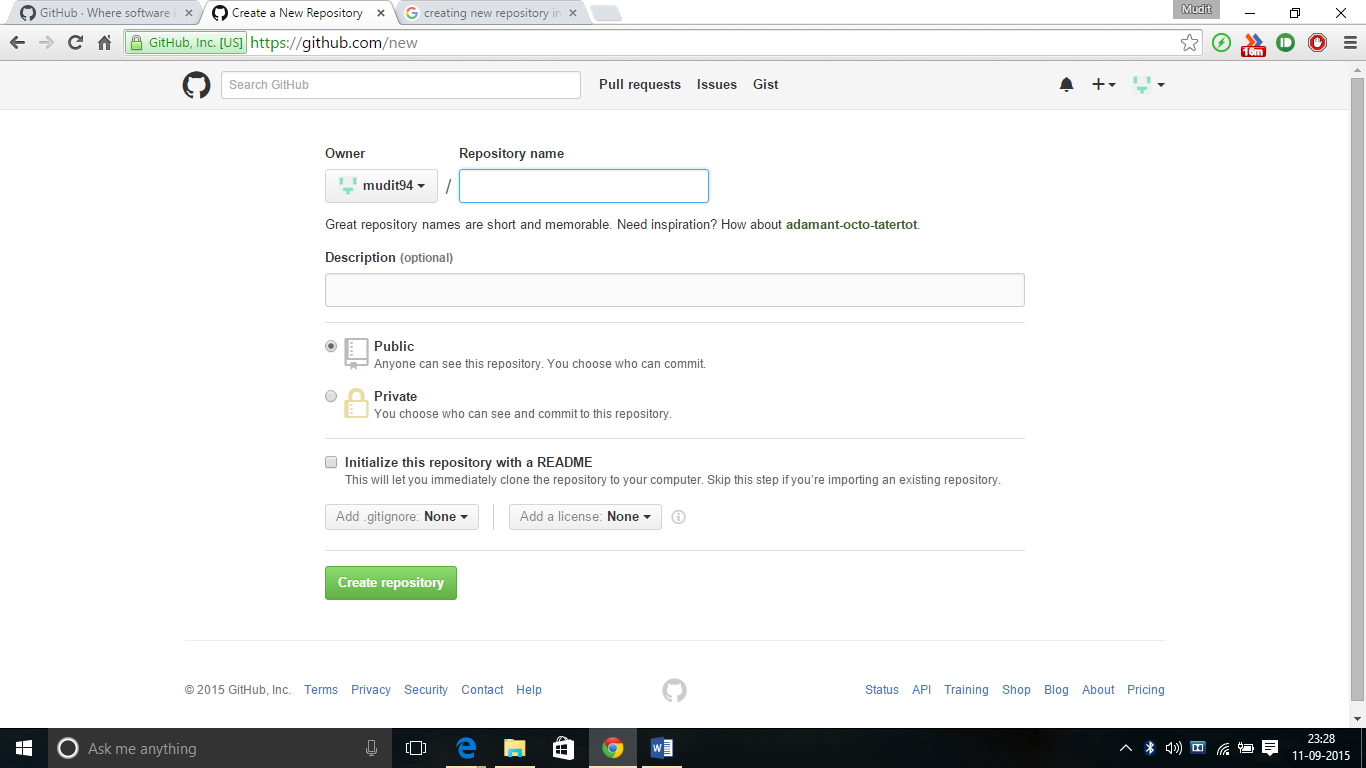 GitHub · Where software i
Create a New Repository
creating new repository in
Mudit
GitHub, Inc. [US] https://github.com/new
16m
Search GitHub
Pull requests Issues Gist
Owner Repository name
mudit94 /
Great repository names are short and memorable. Need inspiration? How about adamant-octo-tatertot.
Description (optional)
Public
Anyone can see this repository. You choose who can commit.
Private
You choose who can see and commit to this repository.
Initialize this repository with a README
This will let you immediately clone the repository to your computer. Skip this step if you’re importing an existing repository.
Add .gitignore: None Add a license: None
Create repository
© 2015 GitHub, Inc. Terms Privacy Security Contact Help
Status API Training Shop Blog About Pricing
Ask me anything
23:28
11-09-2015